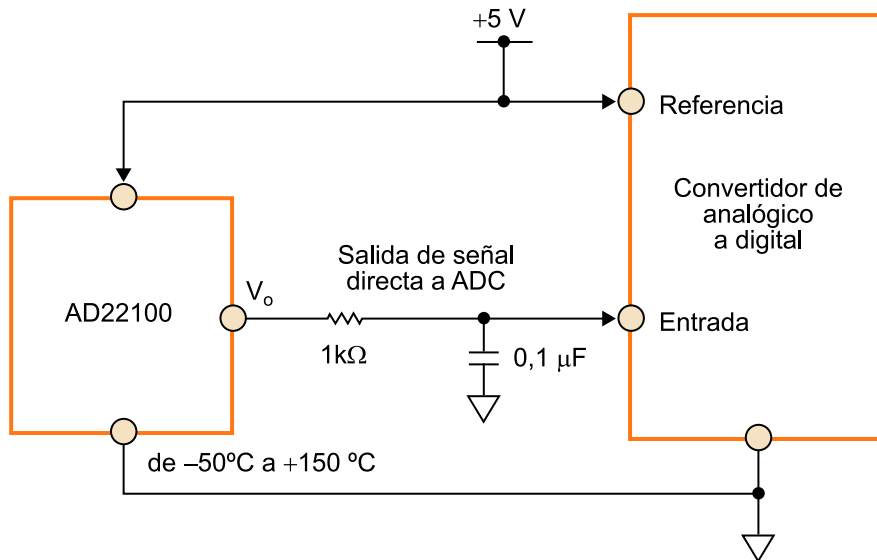 +5 V
Referencia
Convertidor de
analógico
a digital
Salida de señal
directa a ADC
V₀
AD22100
Entrada
1kΩ
0,1 μF
de –50ºC a +150 ºC